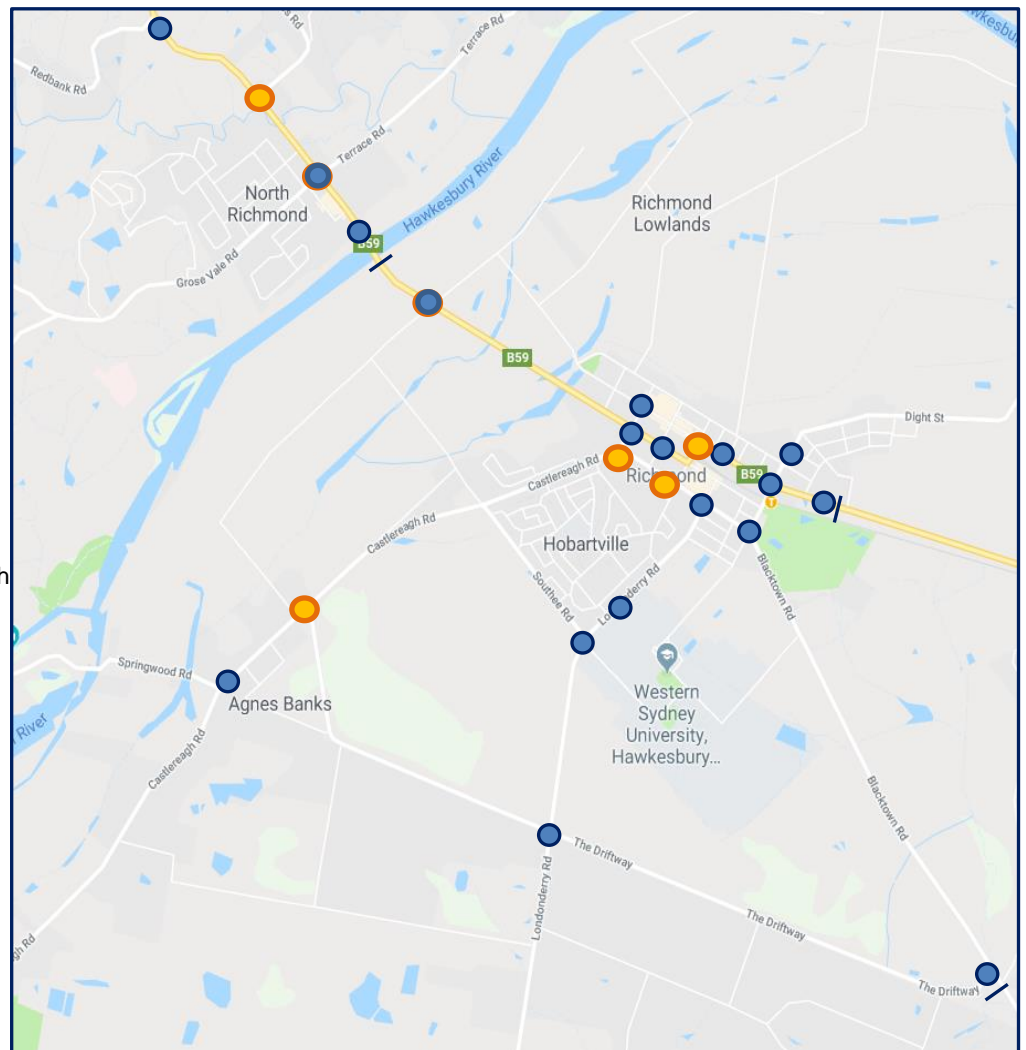 Terrace Rd
Redbank Rd
Terrace Rd
North
Richmond
Hawkesbury River
Richmond
Lowlands
B59
Grose Vale Rd
B59
Dight St
Castlereagh Rd
Richmond
B59
Castlereagh Rd
Hobartville
Southee Rd
Londonderry Rd
Blacktown Rd
h
Springwood Rd
Agnes Banks
River
Castlereagh Rd
Western
Sydney
University,
Hawkesbury...
Blacktown Rd
The Driftway
Londonderry Rd
The Driftway
gh Rd
The Driftway